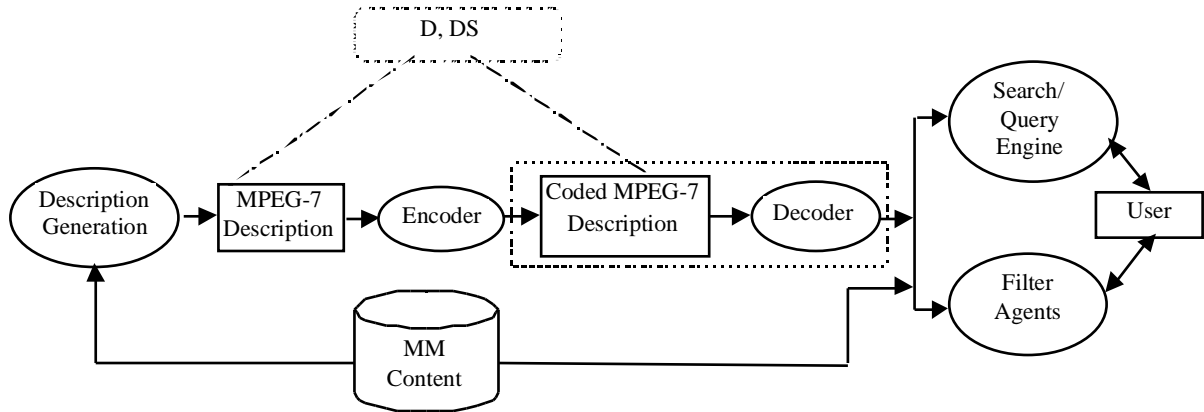 D, DS
Search/
Query
Engine
Description
Generation
MPEG-7
Description
Encoder
Coded MPEG-7
Description
Decoder
User
Filter
Agents
MM
Content